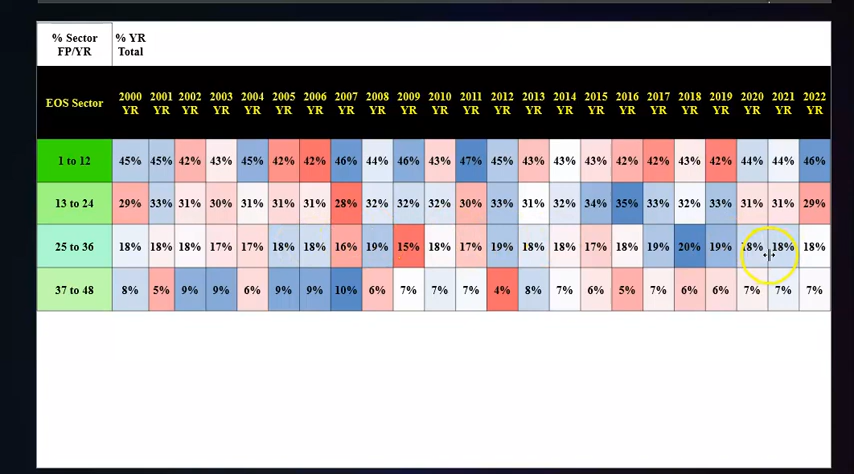 % Sector % YR
FP/YR Total
EOS Sector 2000 YR 2001 YR 2002 YR 2003 YR 2004 YR 2005 YR 2006 YR 2007 YR 2008 YR 2009 YR 2010 YR 2011 YR 2012 YR 2013 YR 2014 YR 2015 YR 2016 YR 2017 YR 2018 YR 2019 YR 2020 YR 2021 YR 2022 YR
1 to 12 45% 45% 42% 43% 45% 42% 42% 46% 44% 46% 43% 47% 45% 43% 43% 43% 42% 42% 43% 42% 44% 44% 46%
13 to 24 29% 33% 31% 30% 31% 31% 31% 28% 32% 32% 32% 30% 33% 31% 32% 34% 35% 33% 32% 33% 31% 31% 29%
25 to 36 18% 18% 18% 17% 17% 18% 18% 16% 19% 15% 18% 17% 19% 18% 18% 17% 18% 19% 20% 19% 18% 18% 18%
37 to 48 8% 5% 9% 9% 6% 9% 9% 10% 6% 7% 7% 7% 4% 8% 7% 6% 5% 7% 6% 6% 7% 7% 7%